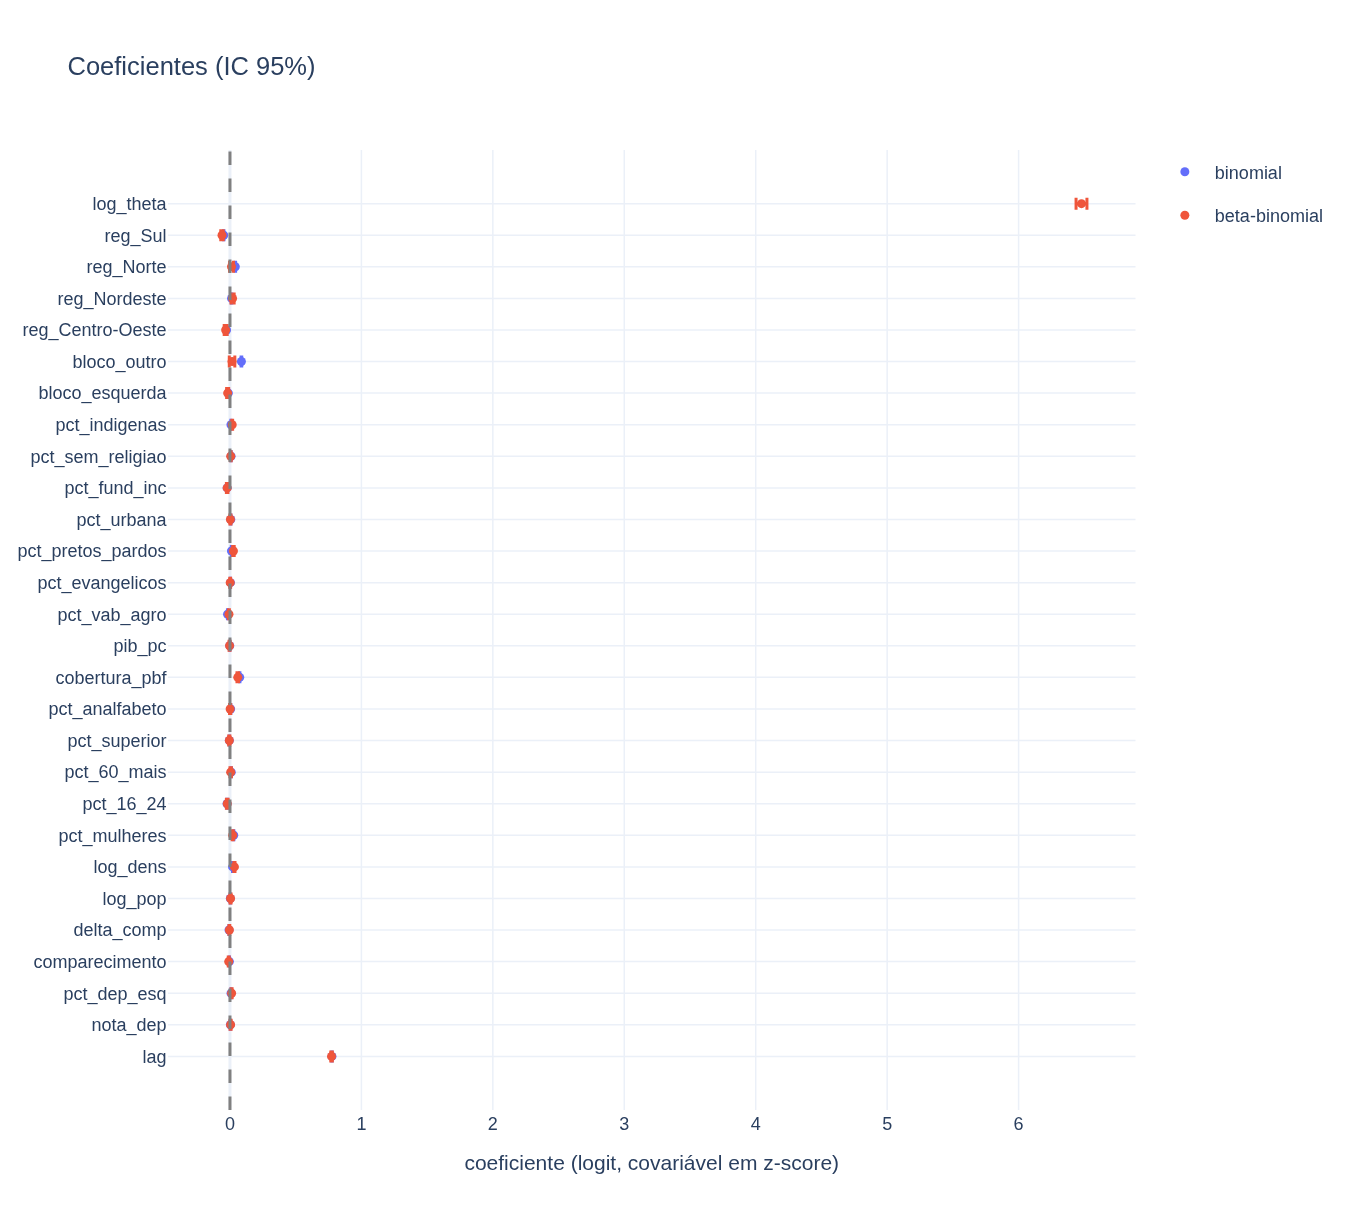 Coeficientes (IC 95%)
binomial
beta-binomial
log_theta
reg_Sul
reg_Norte
reg_Nordeste
reg_Centro-Oeste
bloco_outro
bloco_esquerda
pct_indigenas
pct_sem_religiao
pct_fund_inc
pct_urbana
pct_pretos_pardos
pct_evangelicos
pct_vab_agro
pib_pc
cobertura_pbf
pct_analfabeto
pct_superior
pct_60_mais
pct_16_24
pct_mulheres
log_dens
log_pop
delta_comp
comparecimento
pct_dep_esq
nota_dep
lag
0 1 2 3 4 5 6
coeficiente (logit, covariável em z-score)